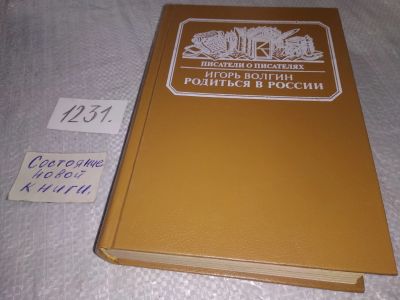 ПИСАТЕЛИ О ПИСАТЕЛЯХ
ИГОРЬ ВОЛГИН
РОДИТЬСЯ В РОССИИ
1231.
Состояние
новой
книги.